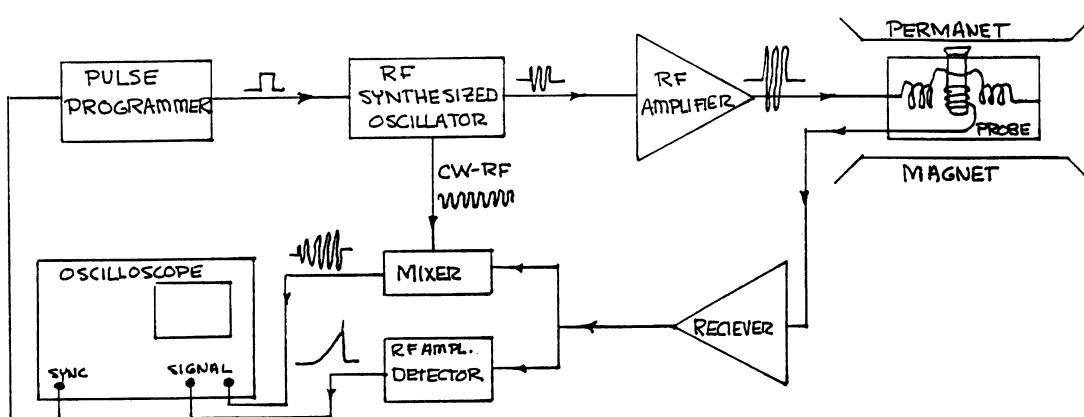 PULSE
PROGRAMMER
RF
SYNTHESIZED
OSCILLATOR
RF
AMPLIFIER
PERMANET
PROBE
MAGNET
CW-RF
OSCILLOSCOPE
SYNC
SIGNAL
MIXER
RF AMPL.
DETECTOR
RECIEVER